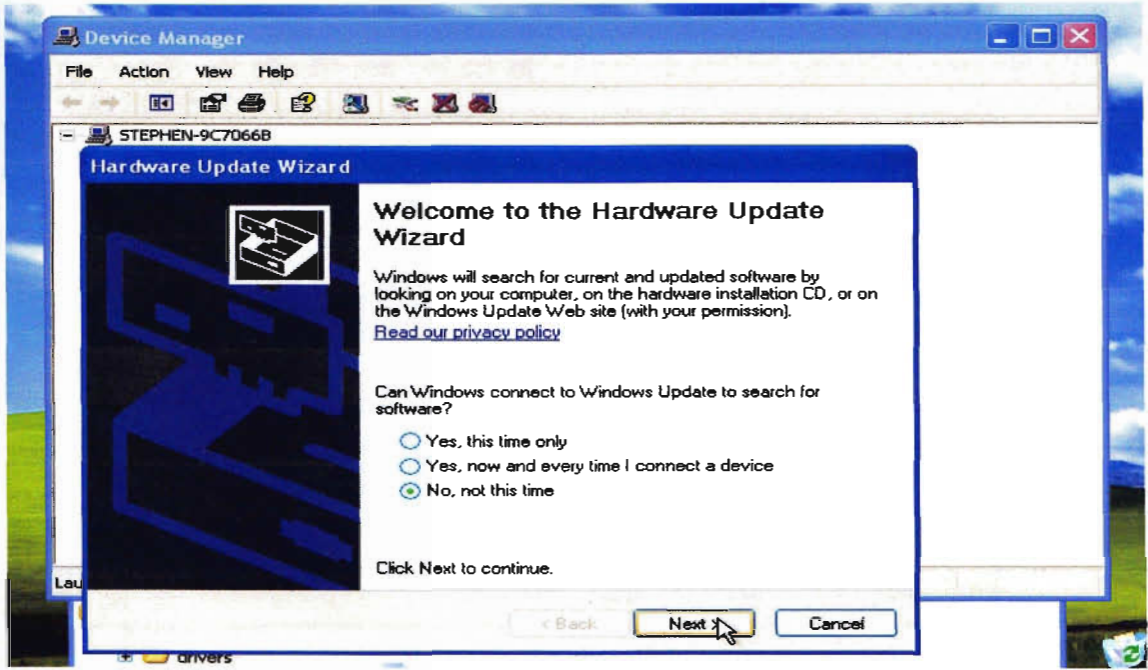 Device Manager
File Action View Help
STEPHEN-9C7066B
Hardware Update Wizard
Welcome to the Hardware Update
Wizard
Windows will search for current and updated software by
looking on your computer, on the hardware installation CD, or on
the Windows Update Web site (with your permission).
Read our privacy policy
Can Windows connect to Windows Update to search for
software?
Yes, this time only
Yes, now and every time I connect a device
No, not this time
Click Next to continue.
Lau
< Back Next > Cancel
drivers